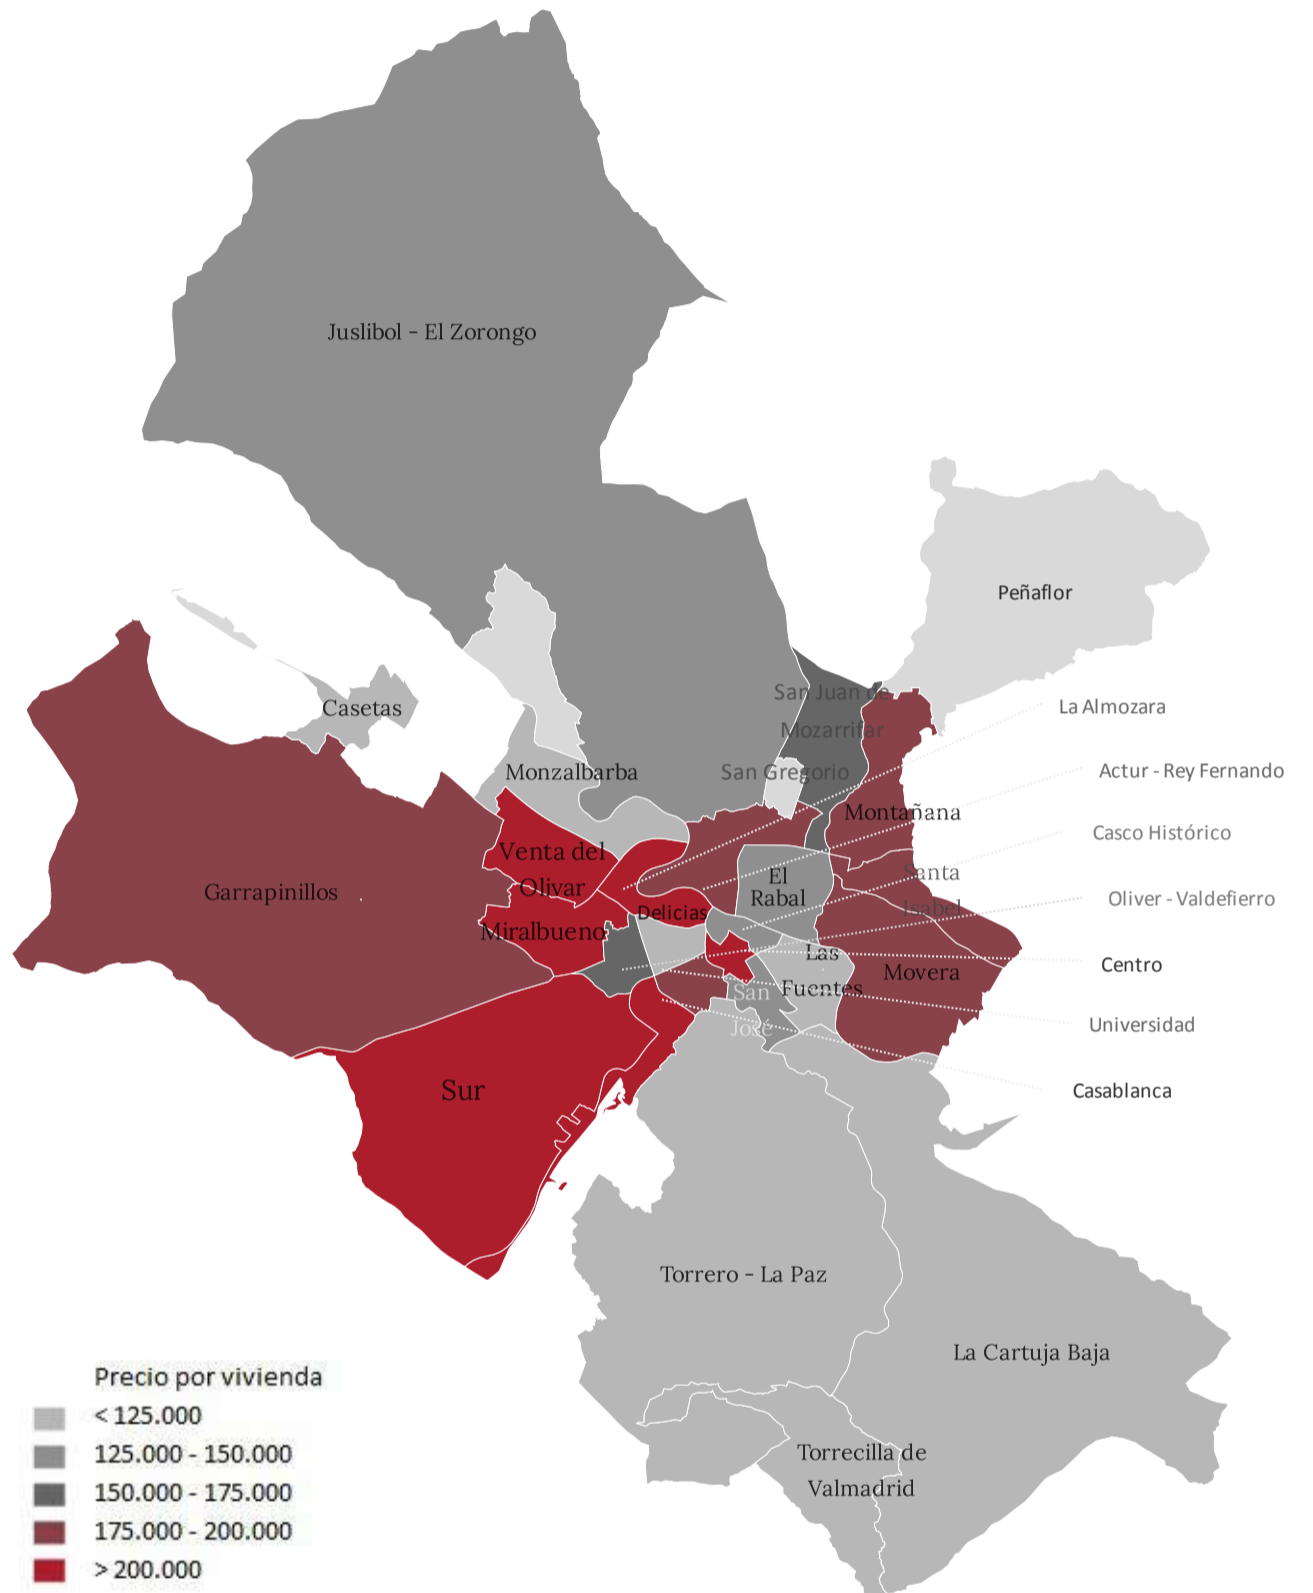 Juslibol - El Zorongo
Peñaflor
San Juan de
Mozarrifar
La Almozara
Casetas
Monzalbarba
San Gregorio
Actur - Rey Fernando
Montañana
Casco Histórico
Venta del
Olivar
Santa
Isabel
El
Rabal
Garrapinillos
Oliver - Valdefierro
Delicias
Miralbueno
Las
Fuentes
Movera
Centro
San
José
Universidad
Sur
Casablanca
Torrero - La Paz
La Cartuja Baja
Torrecilla de
Valmadrid
Precio por vivienda
< 125.000
125.000 - 150.000
150.000 - 175.000
175.000 - 200.000
> 200.000